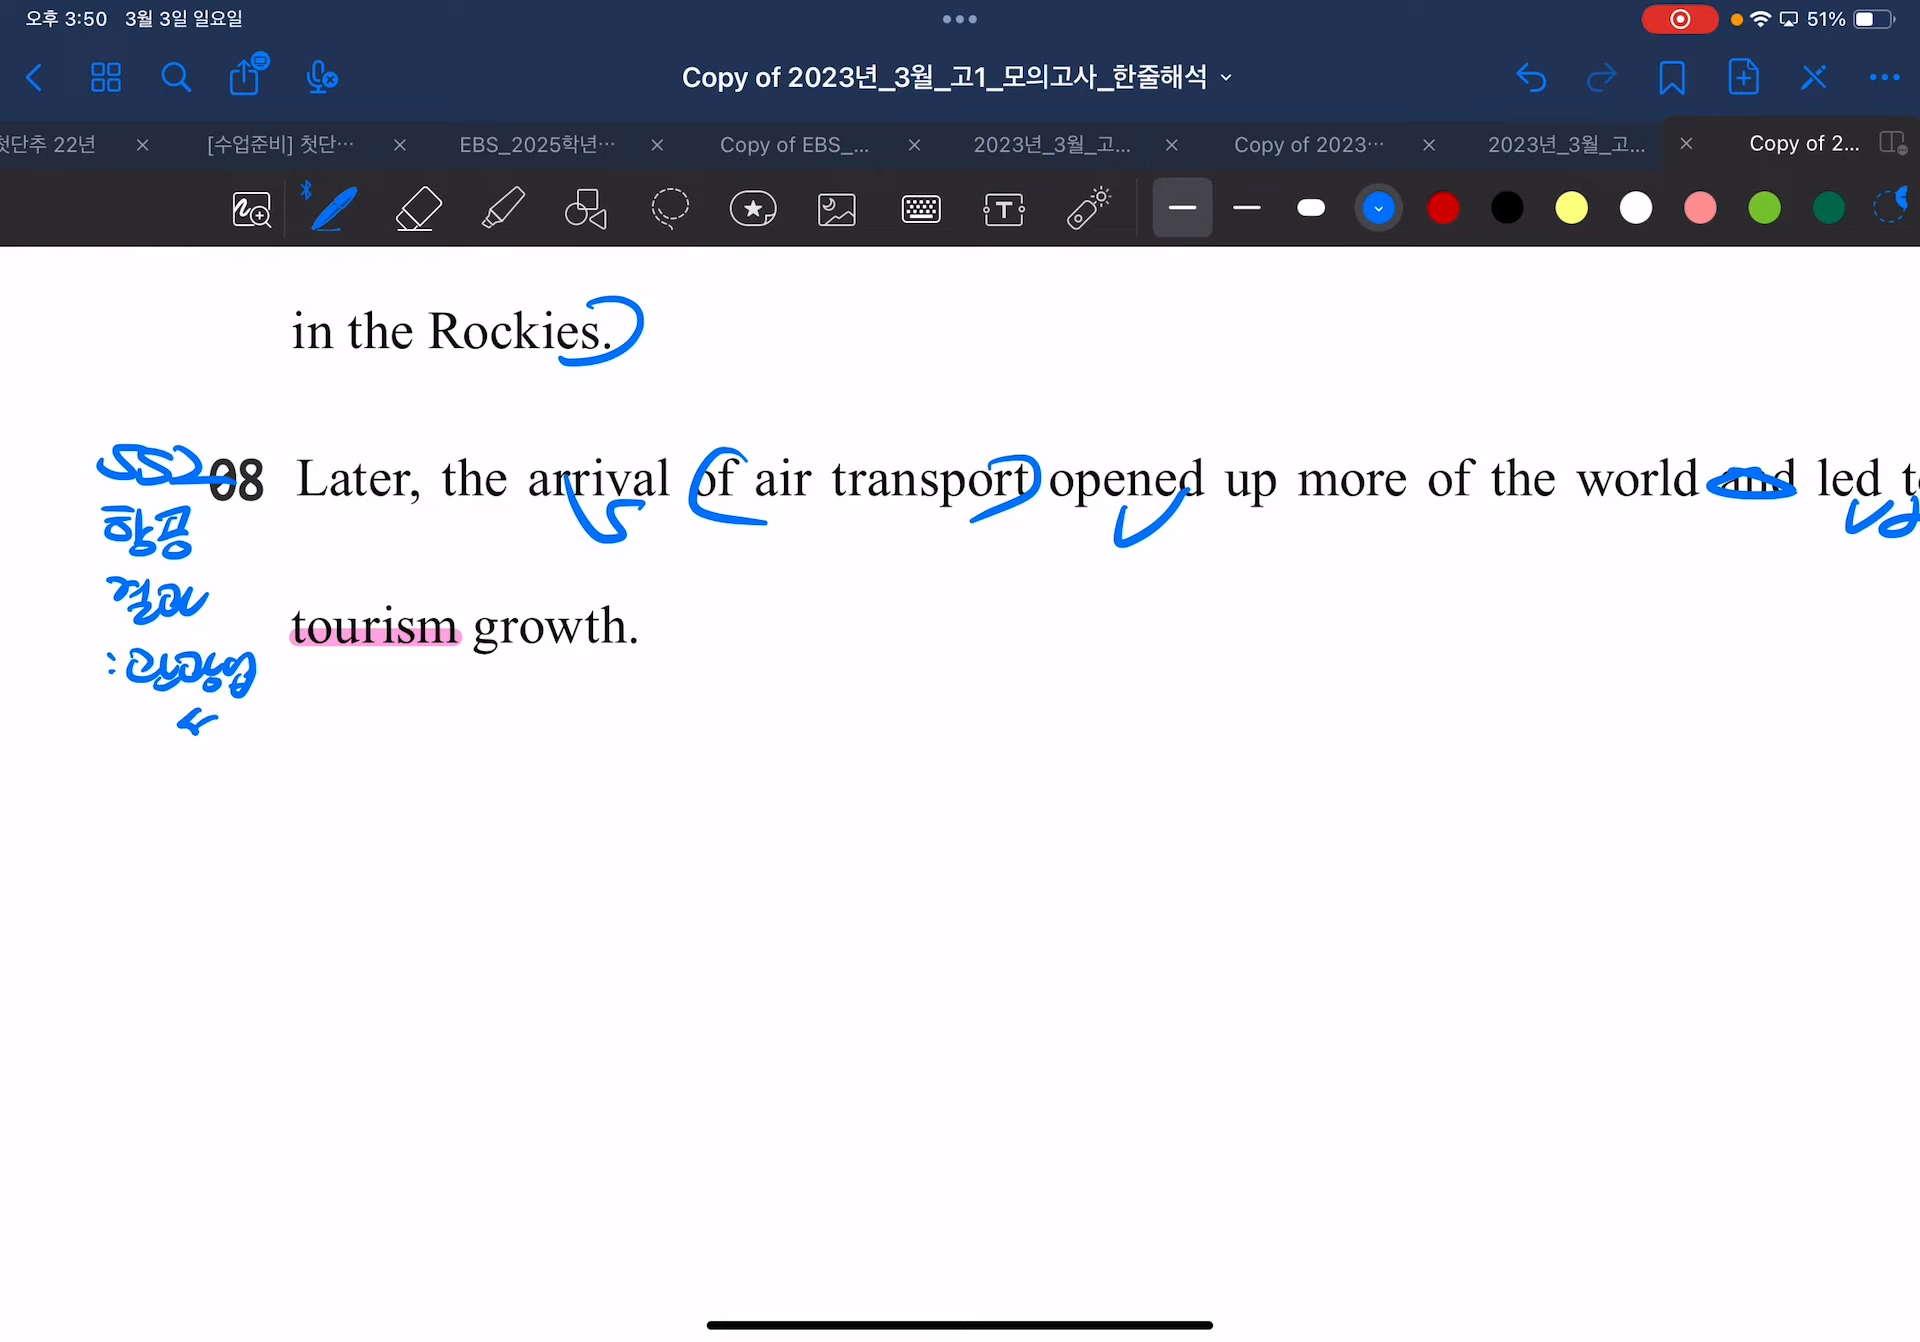 오후 3:50 3월 3일 일요일
51%
Copy of 2023년_3월_고1_모의고사_한줄해석
첫단추 22년
[수업준비] 첫단…
EBS_2025학년…
Copy of EBS_...
2023년_3월_고...
Copy of 2023…
2023년_3월_고...
Copy of 2...
in the Rockies.
SS2
08 Later, the arrival of air transport opened up more of the world and led t
S
V
항공
결과
tourism growth.
: 관광업